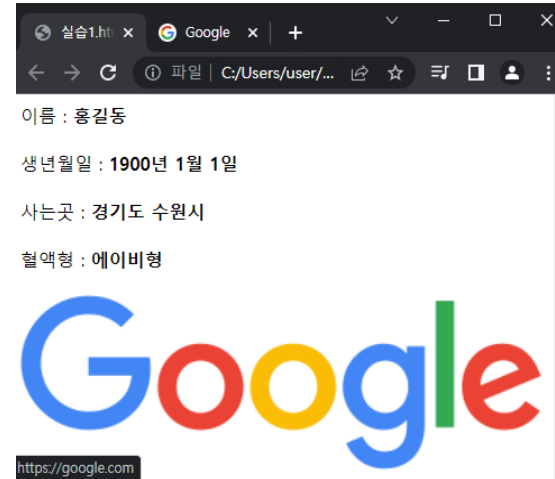 실습1.ht
Google
파일
C:/Users/user/...
이름 : 홍길동
생년월일 : 1900년 1월 1일
사는곳 : 경기도 수원시
혈액형 : 에이비형
Google
https://google.com